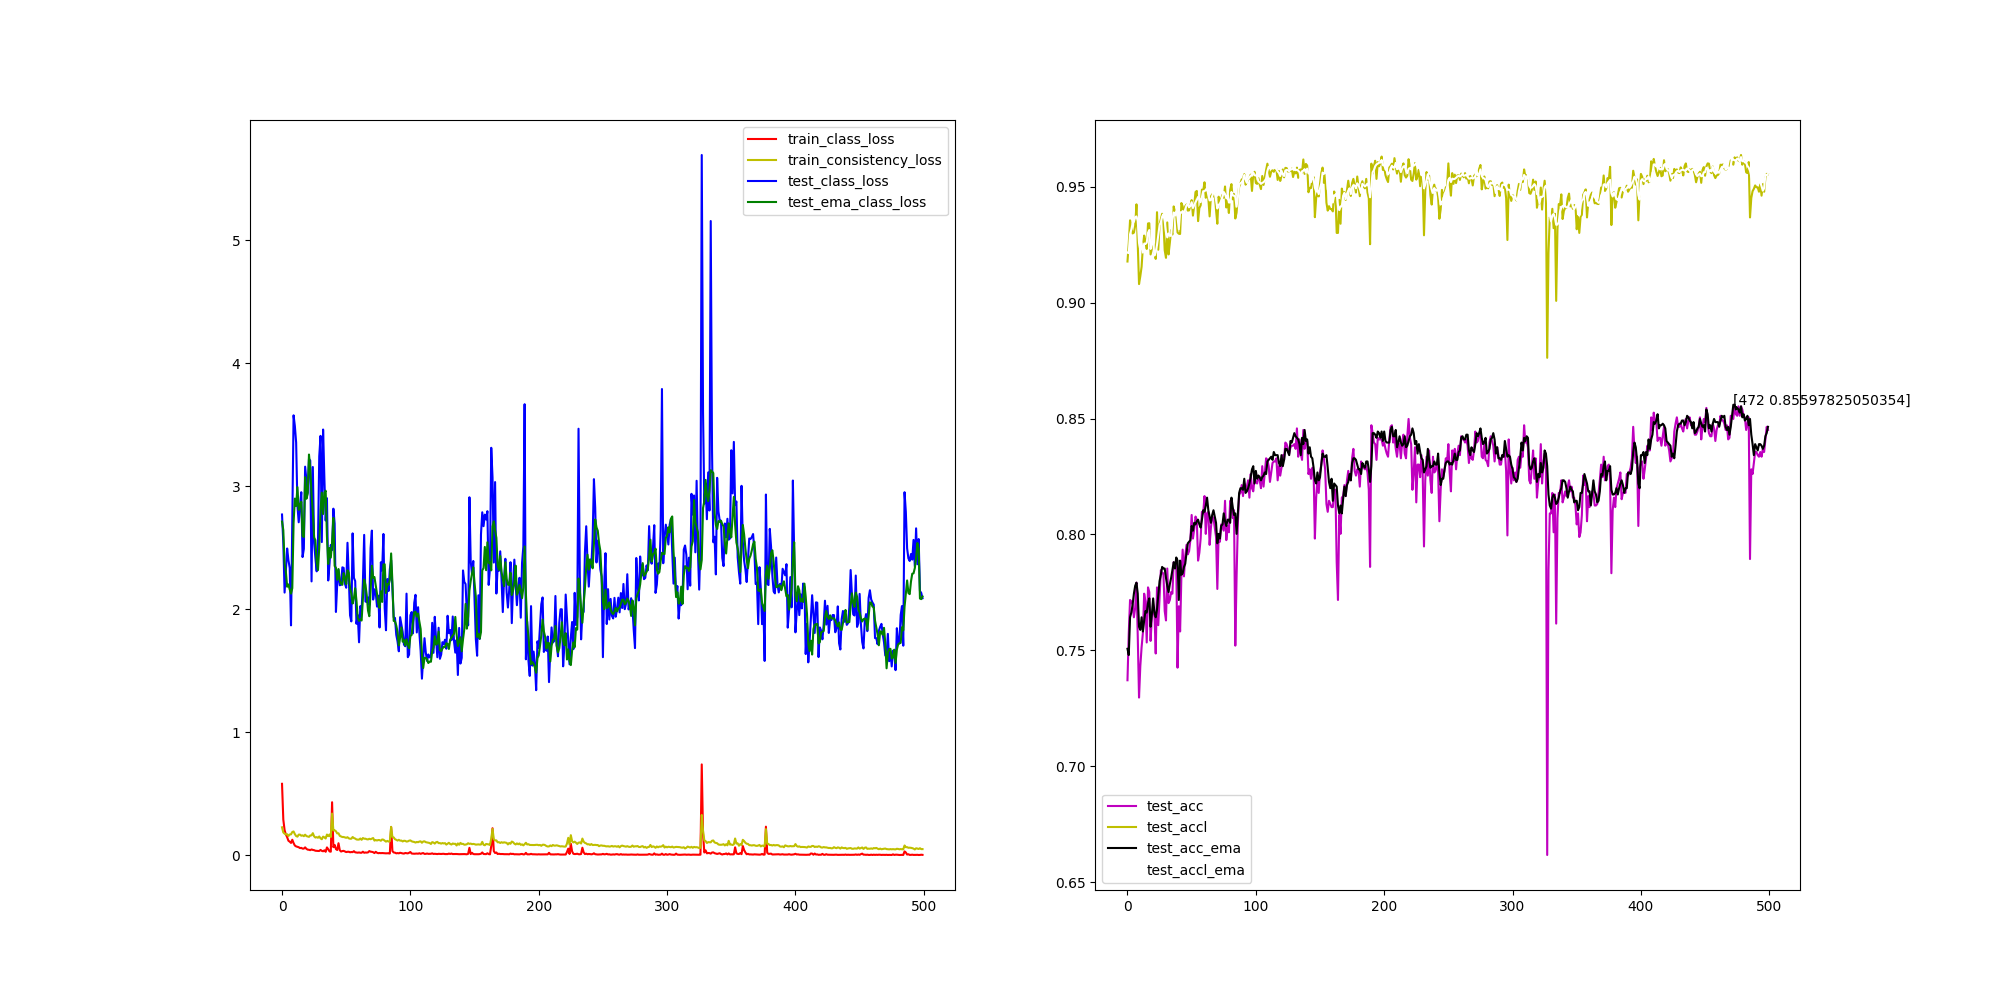 train_class_loss
train_consistency_loss
test_class_loss
test_ema_class_loss
5
4
3
2
1
0
0 100 200 300 400 500
0.95
0.90
0.85
0.80
0.75
0.70
0.65
[472 0.85597825050354]
test_acc
test_accl
test_acc_ema
test_accl_ema
0 100 200 300 400 500